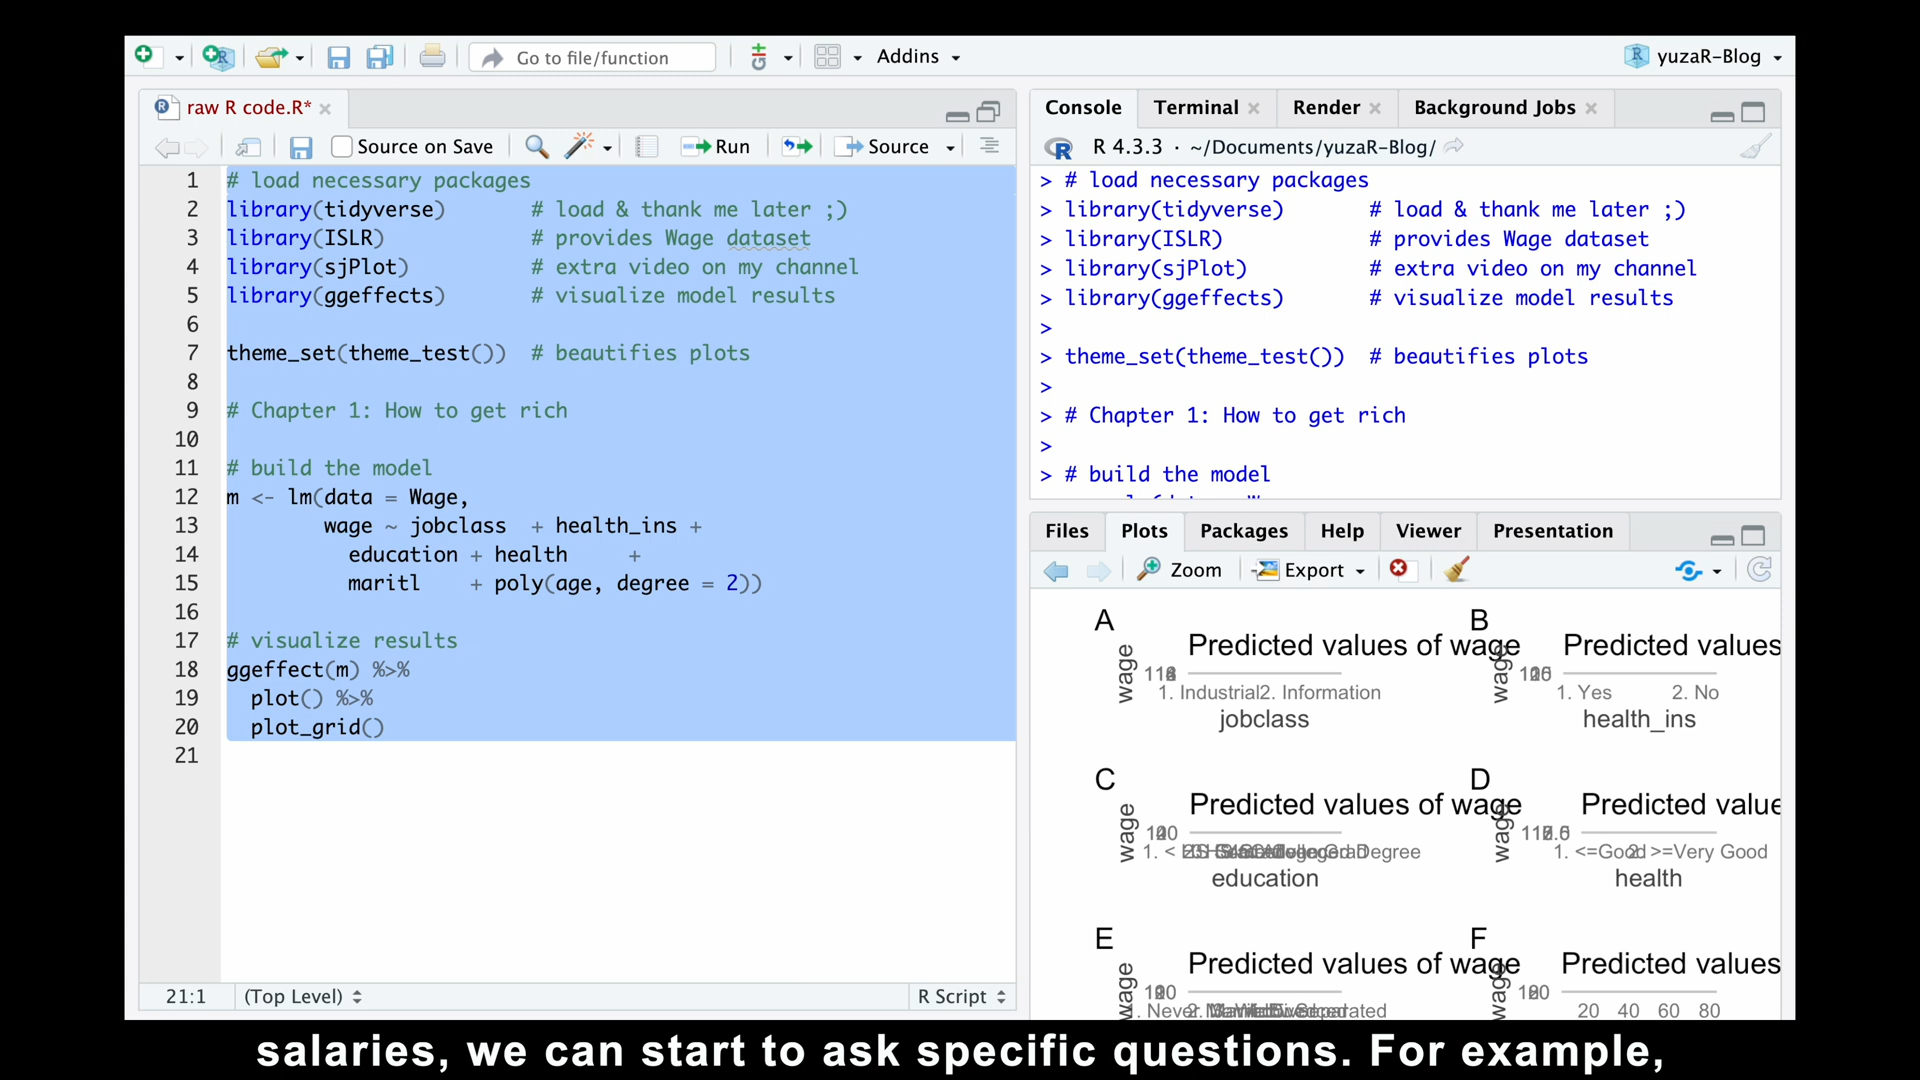 Go to file/function
Addins
yuzaR-Blog
raw R code.R*
Source on Save
Run
Source
1 # load necessary packages
2 library(tidyverse) # load & thank me later ;)
3 library(ISLR) # provides Wage dataset
4 library(sjPlot) # extra video on my channel
5 library(ggeffects) # visualize model results
6
7 theme_set(theme_test()) # beautifies plots
8
9 # Chapter 1: How to get rich
10
11 # build the model
12 m <- lm(data = Wage,
13 wage ~ jobclass + health_ins +
14 education + health +
15 maritl + poly(age, degree = 2))
16
17 # visualize results
18 ggeffect(m) %>%
19 plot() %>%
20 plot_grid()
21
21:1 (Top Level) R Script
Console Terminal Render Background Jobs
R 4.3.3 · ~/Documents/yuzaR-Blog/
> # load necessary packages
> library(tidyverse) # load & thank me later ;)
> library(ISLR) # provides Wage dataset
> library(sjPlot) # extra video on my channel
> library(ggeffects) # visualize model results
>
> theme_set(theme_test()) # beautifies plots
>
> # Chapter 1: How to get rich
>
> # build the model
Files Plots Packages Help Viewer Presentation
Zoom Export
A
Predicted values of wage
wage
1. Industrial 2. Information
jobclass
B
Predicted values
wage
1. Yes 2. No
health_ins
C
Predicted values of wage
wage
education
D
Predicted value
wage
1. <=Good 2. >=Very Good
health
E
Predicted values of wage
wage
F
Predicted values
wage
20 40 60 80
salaries, we can start to ask specific questions. For example,